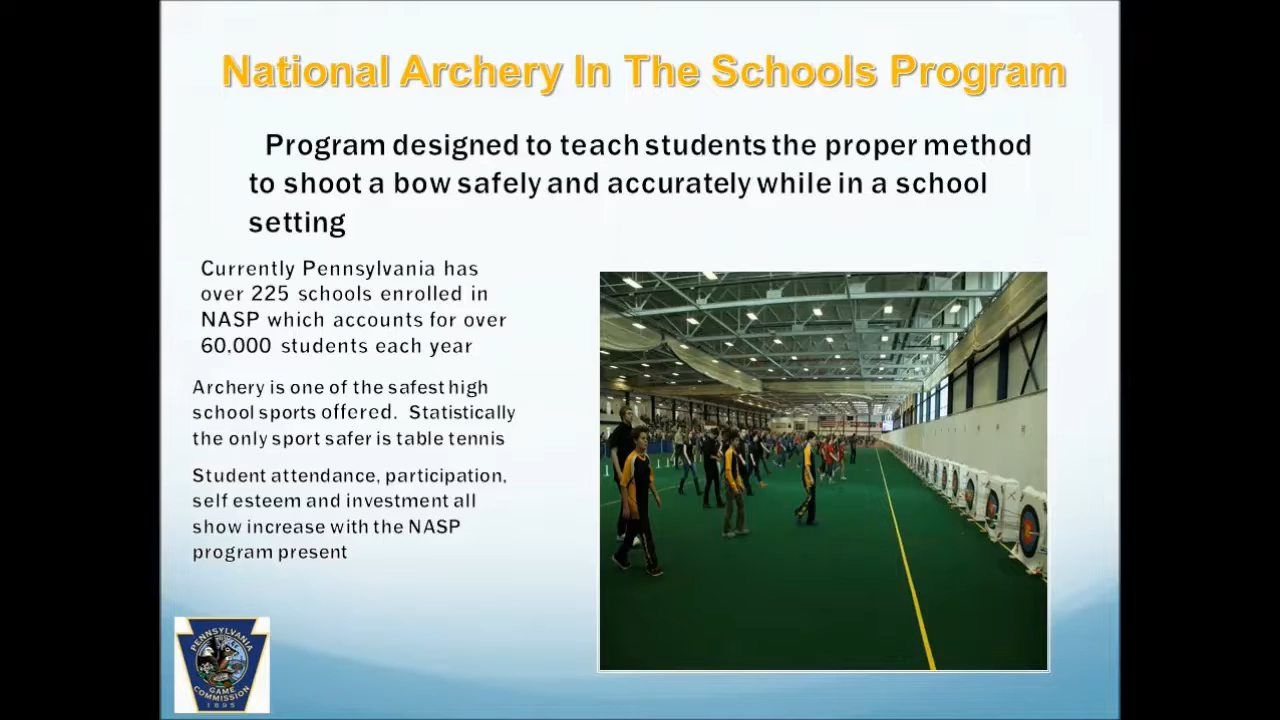 National Archery In The Schools Program
Program designed to teach students the proper method
to shoot a bow safely and accurately while in a school
setting
Currently Pennsylvania has
over 225 schools enrolled in
NASP which accounts for over
60,000 students each year
Archery is one of the safest high
school sports offered. Statistically
the only sport safer is table tennis
Student attendance, participation,
self esteem and investment all
show increase with the NASP
program present
PENNSYLVANIA
GAME
COMMISSION
1895